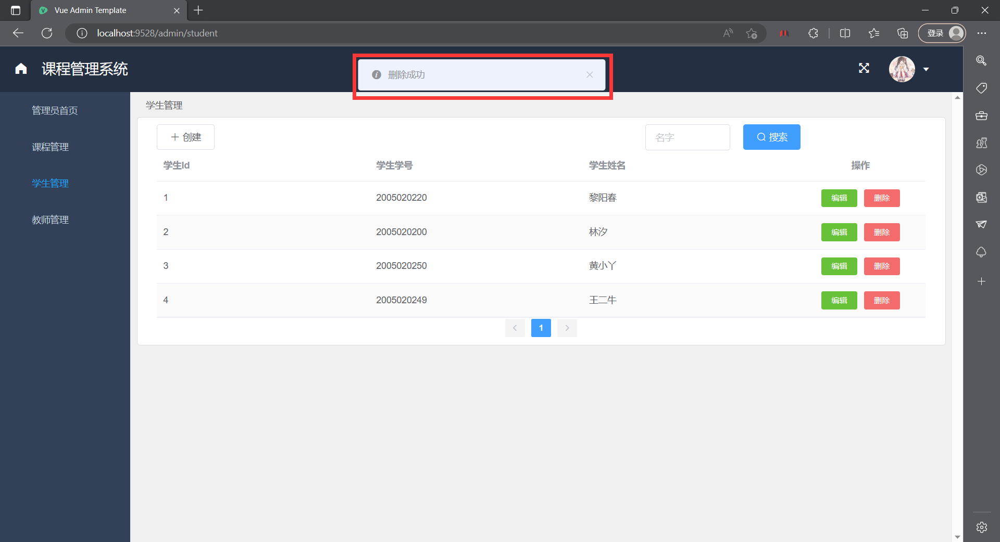 Vue Admin Template
localhost:9528/admin/student
登录
课程管理系统
删除成功
管理员首页
课程管理
学生管理
教师管理
学生管理
创建
名字
搜索
学生Id 学生学号 学生姓名 操作
1 2005020220 黎阳春 编辑 删除
2 2005020200 林汐 编辑 删除
3 2005020250 黄小丫 编辑 删除
4 2005020249 王二牛 编辑 删除
1